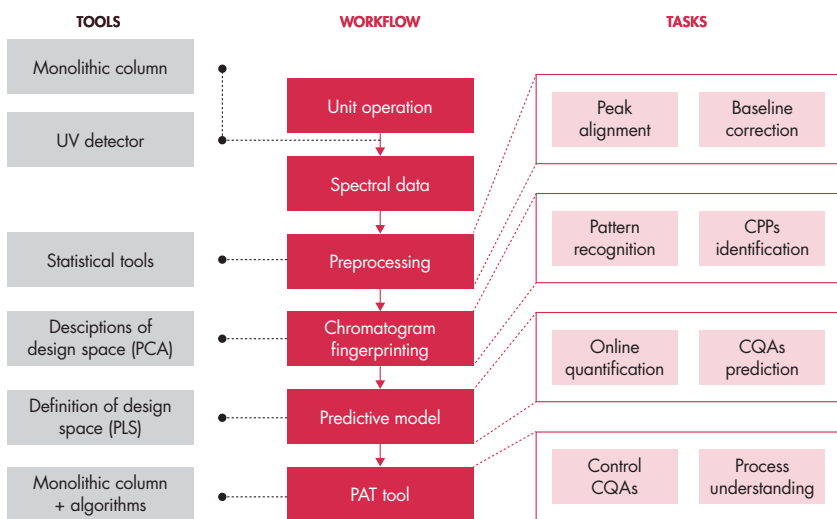 TOOLS
WORKFLOW
TASKS
Monolithic column
UV detector
Statistical tools
Desciptions of
design space (PCA)
Definition of design
space (PLS)
Monolithic column
+ algorithms
Unit operation
Spectral data
Preprocessing
Chromatogram
fingerprinting
Predictive model
PAT tool
Peak
alignment
Baseline
correction
Pattern
recognition
CPPs
identification
Online
quantification
CQAs
prediction
Control
CQAs
Process
understanding